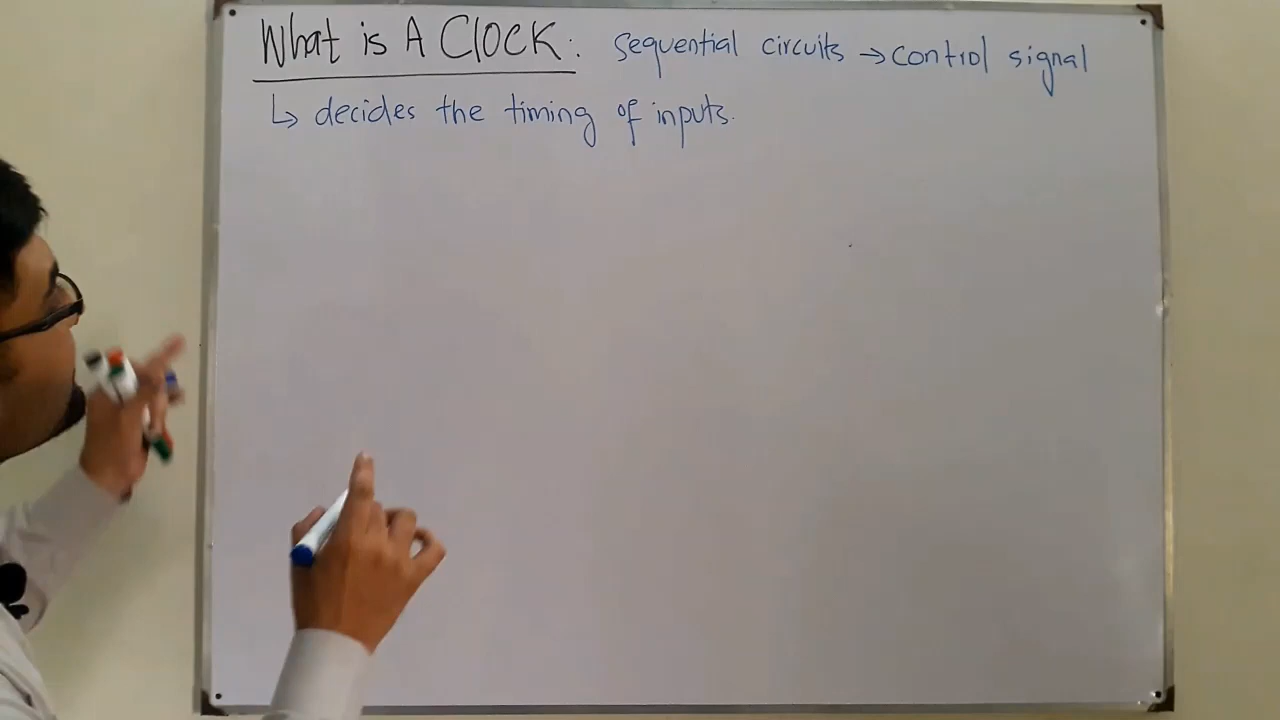 What is A Clock: sequential circuits → control signal
↳ decides the timing of inputs.